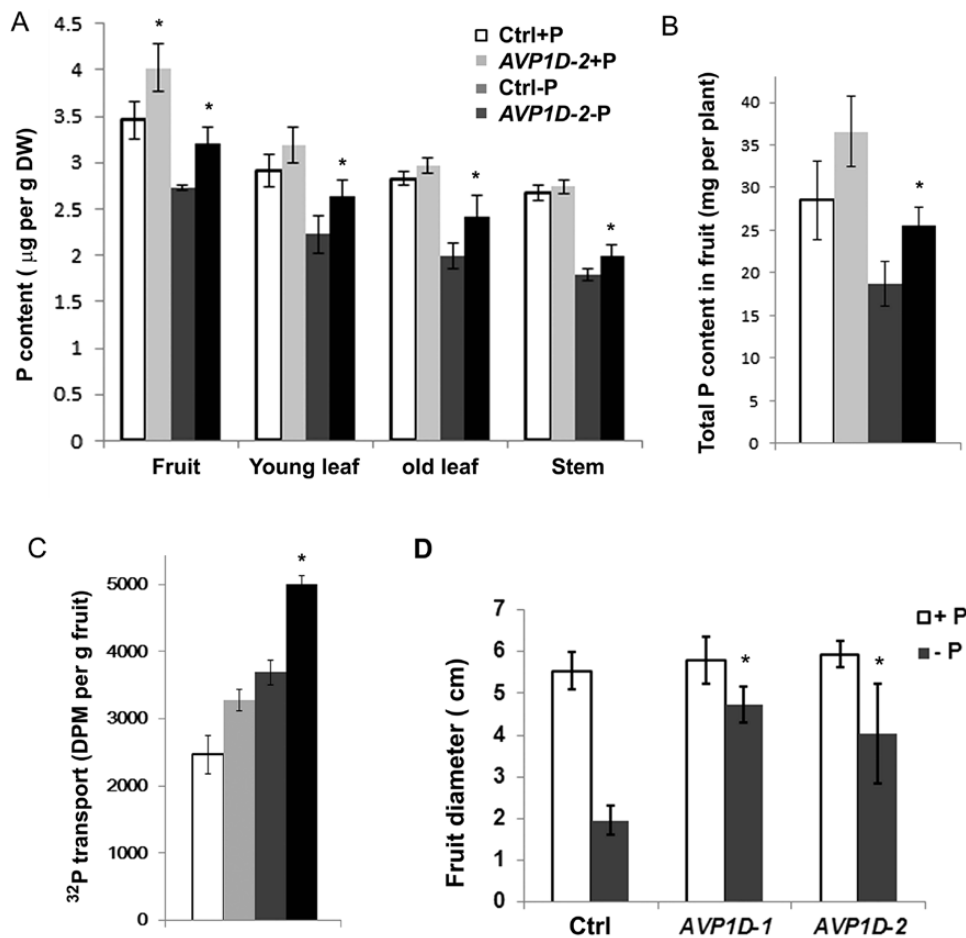 A
P content ( μg per g DW)
4.5
4
3.5
3
2.5
2
1.5
1
0.5
0
*
*
*
*
*
Ctrl+P
AVP1D-2+P
Ctrl-P
AVP1D-2-P
Fruit Young leaf old leaf Stem
B
Total P content in fruit (mg per plant)
40
35
30
25
20
15
10
5
0
*
C
32P transport (DPM per g fruit)
5000
4000
3000
2000
1000
0
*
D
Fruit diameter ( cm)
7
6
5
4
3
2
1
0
*
*
+ P
- P
Ctrl AVP1D-1 AVP1D-2